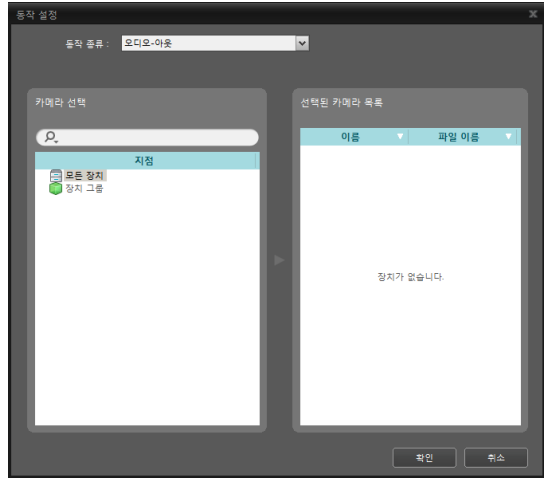 동작 설정
동작 종류 : 오디오-아웃
카메라 선택
지점
모든 장치
장치 그룹
선택된 카메라 목록
이름 파일 이름
장치가 없습니다.
확인 취소